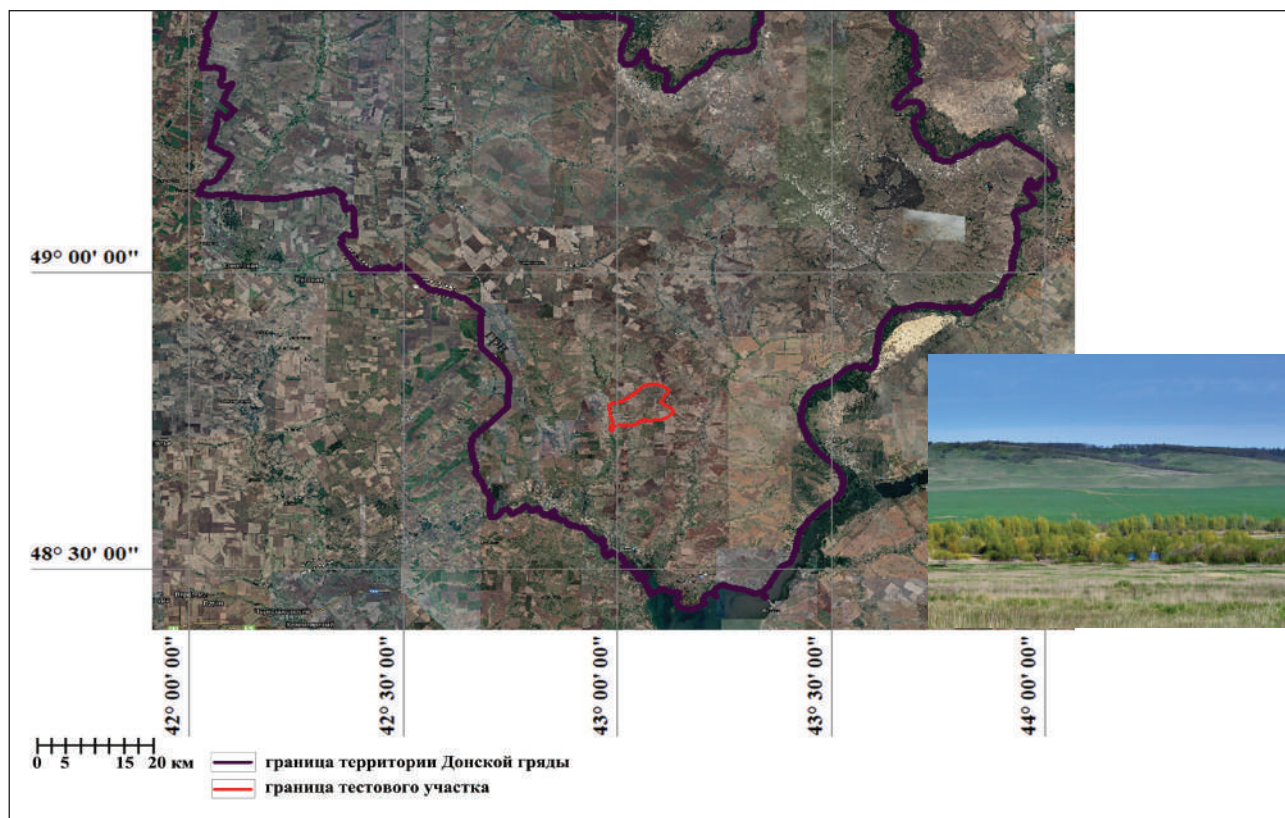 49° 00' 00"
48° 30' 00"
42° 00' 00"
42° 30' 00"
43° 00' 00"
43° 30' 00"
44° 00' 00"
0 5 15 20 км
граница территории Донской гряды
граница тестового участка